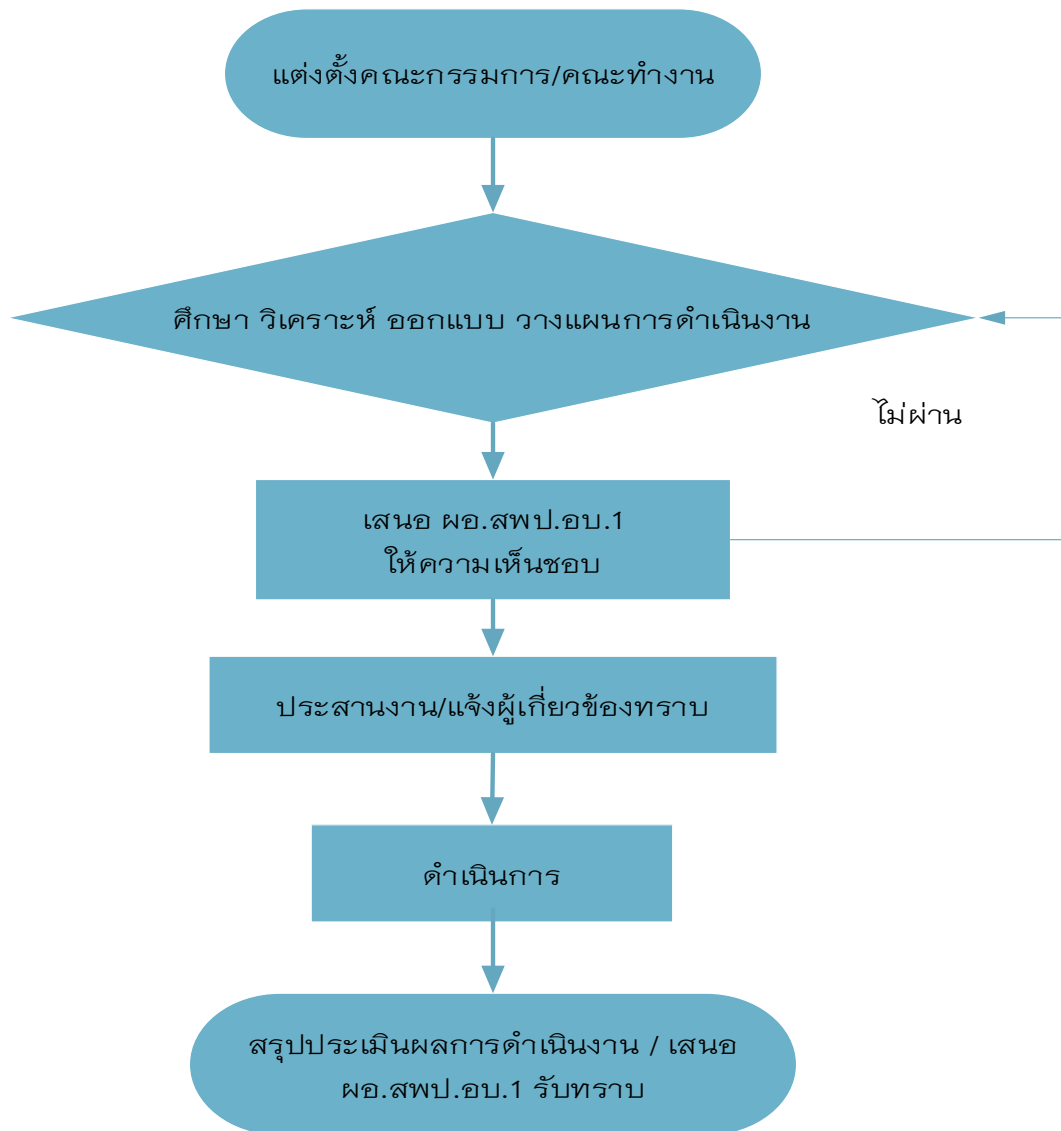 แต่งตั้งคณะกรรมการ/คณะทำงาน
ศึกษา วิเคราะห์ ออกแบบ วางแผนการดำเนินงาน
ไม่ผ่าน
เสนอ ผอ.สพป.อบ.1
ให้ความเห็นชอบ
ประสานงาน/แจ้งผู้เกี่ยวข้องทราบ
ดำเนินการ
สรุปประเมินผลการดำเนินงาน / เสนอ
ผอ.สพป.อบ.1 รับทราบ